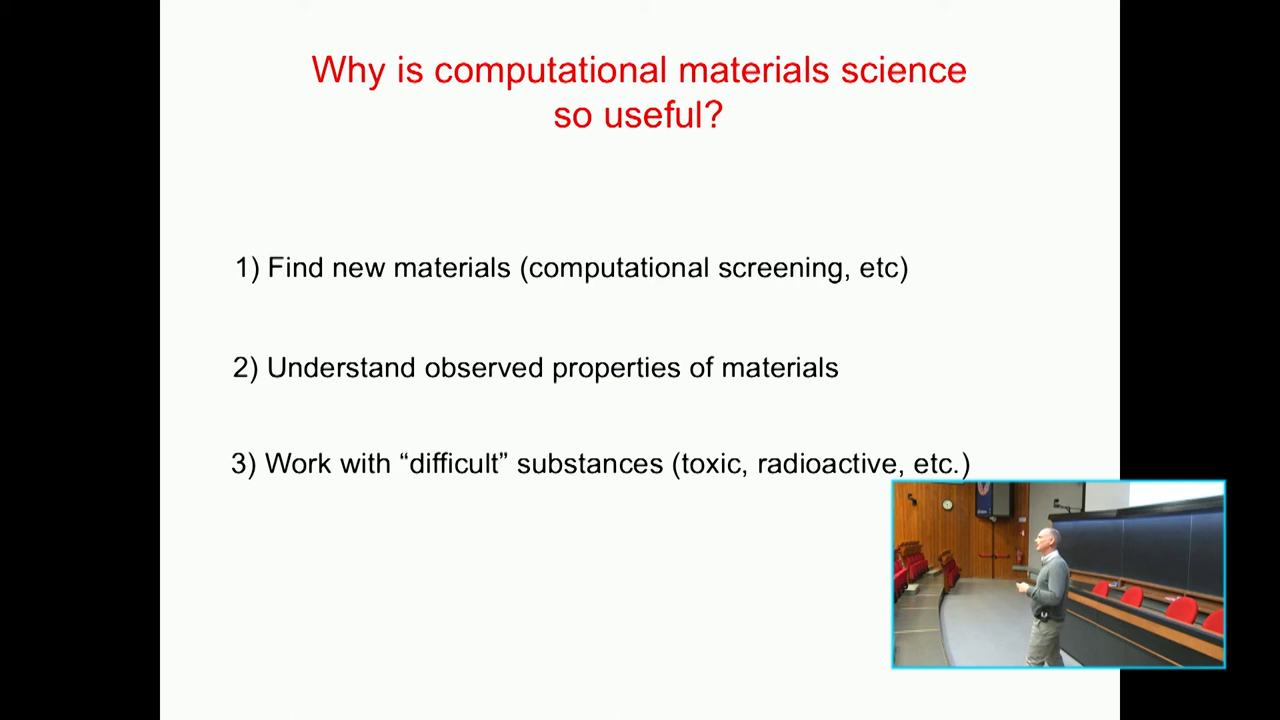 Why is computational materials science
so useful?
1) Find new materials (computational screening, etc)
2) Understand observed properties of materials
3) Work with “difficult” substances (toxic, radioactive, etc.)